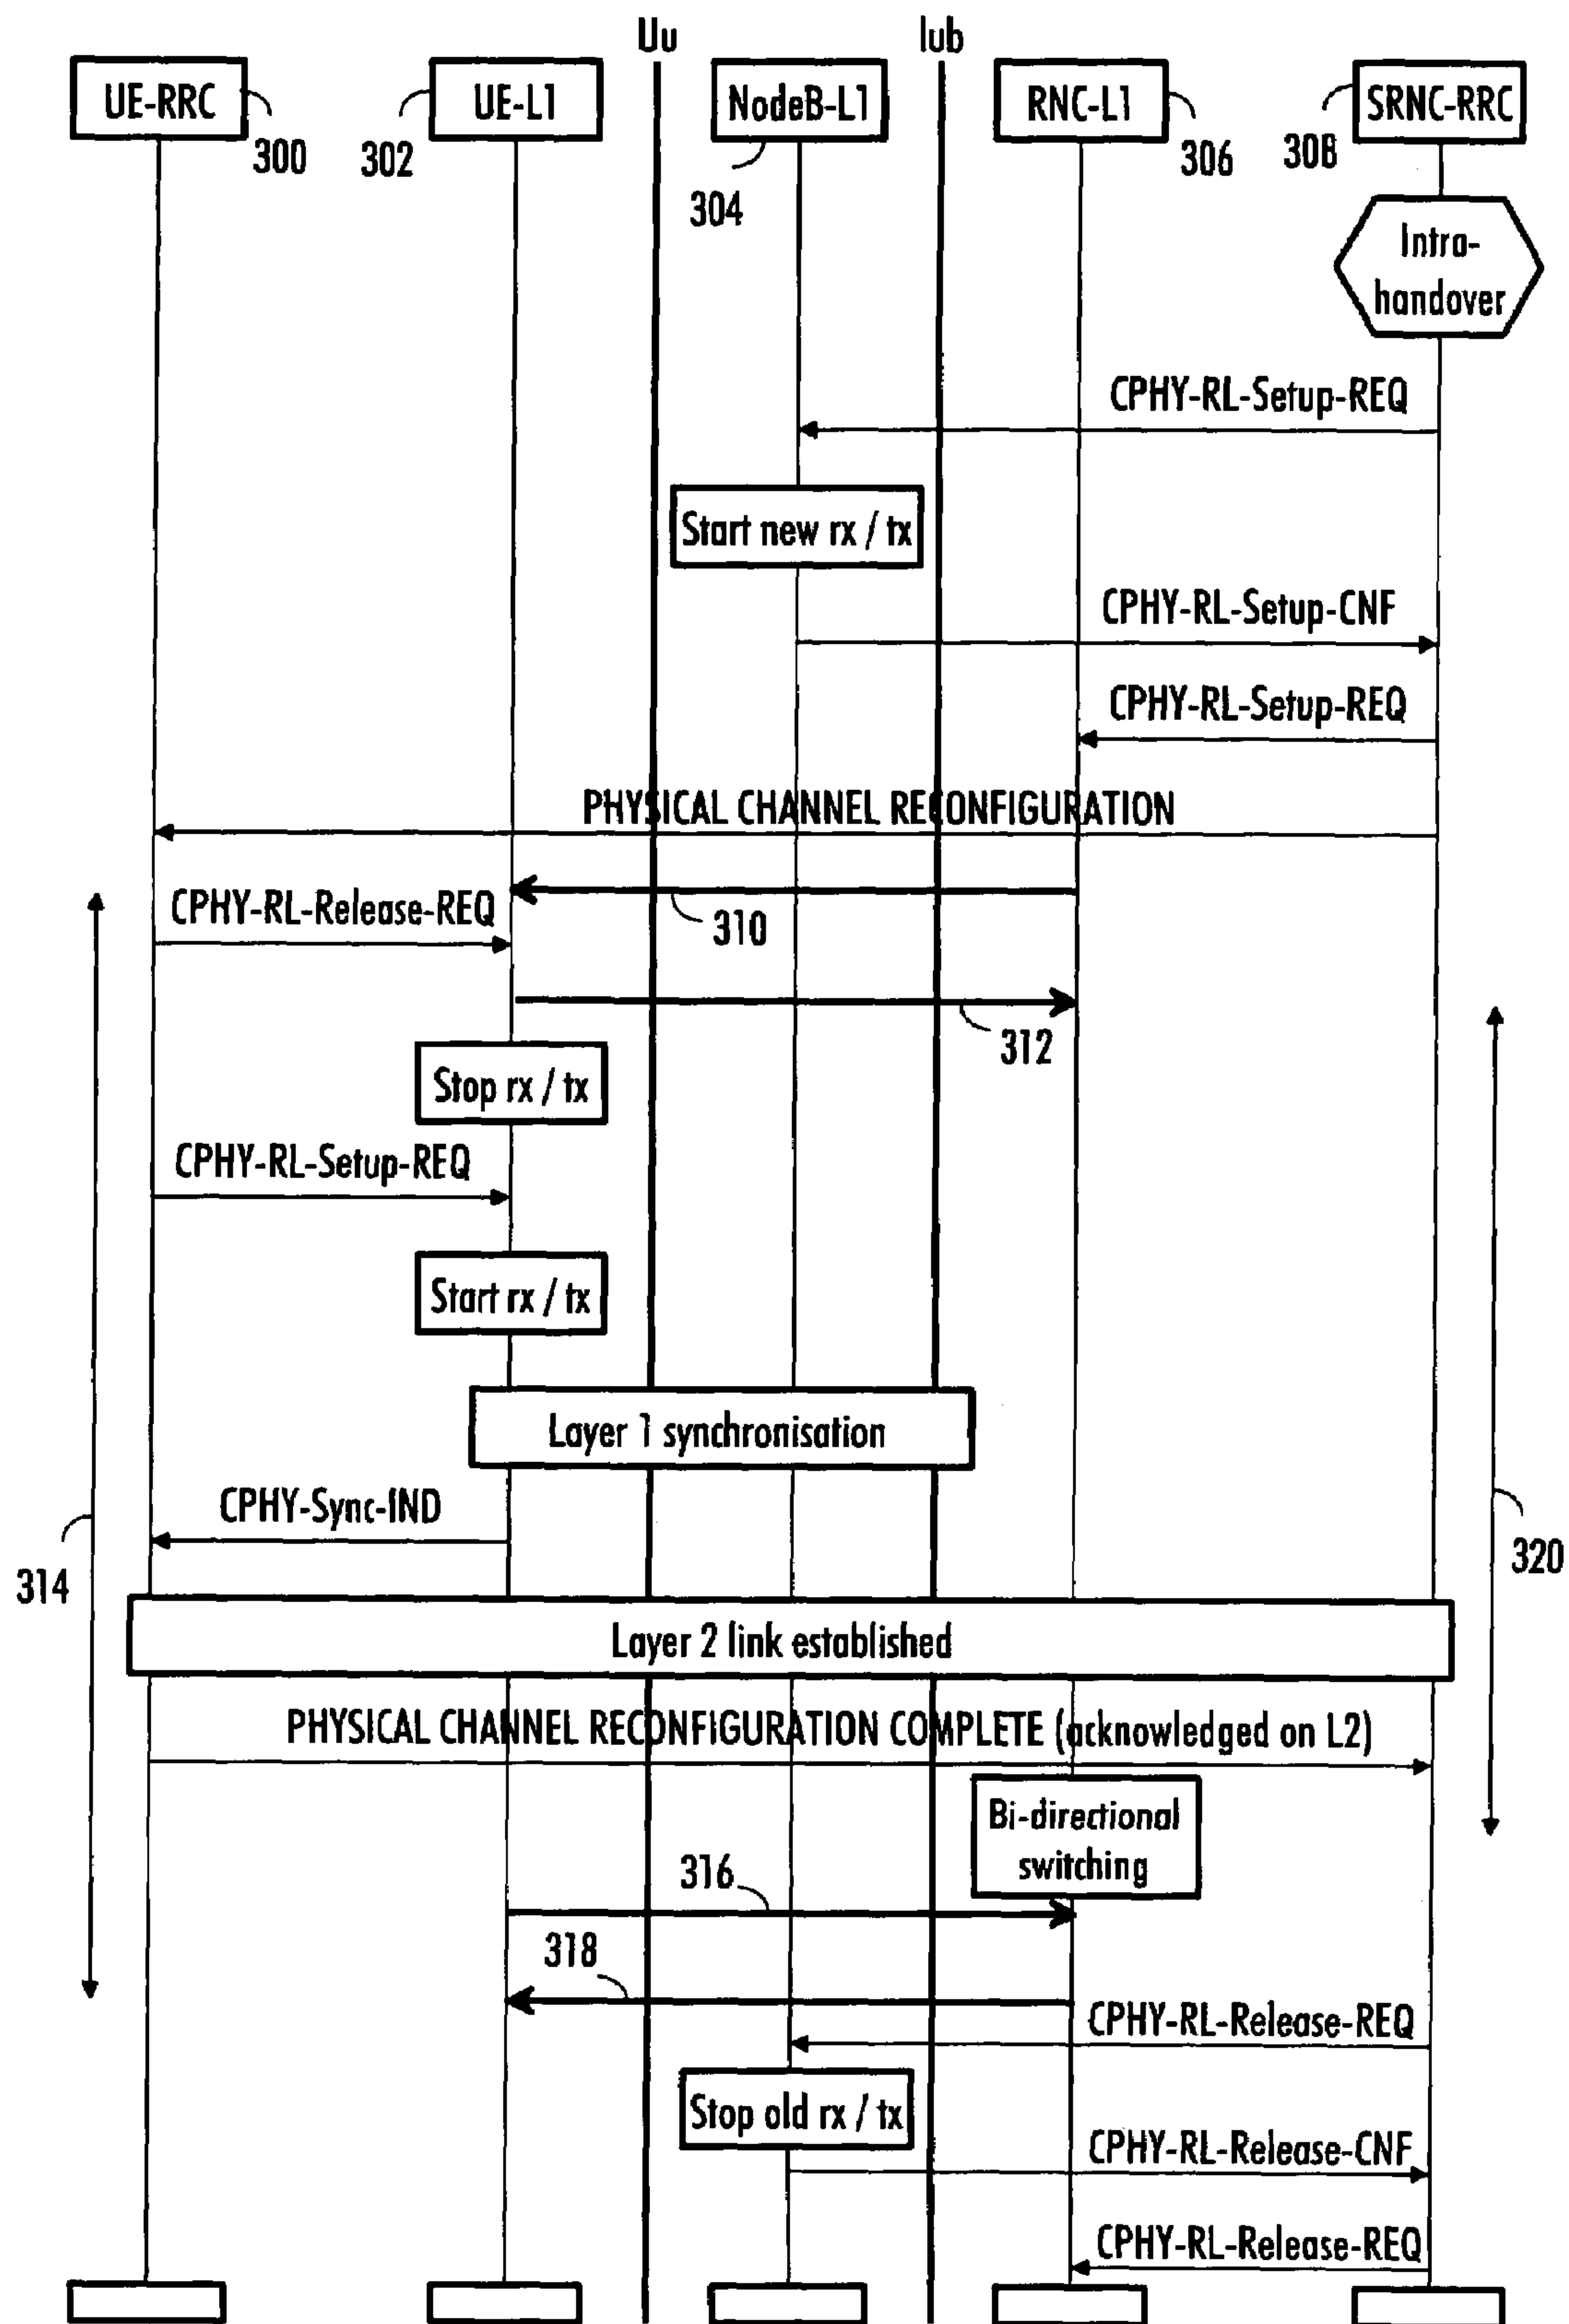 Uu
Iub
UE-RRC
UE-L1
NodeB-L1
RNC-L1
SRNC-RRC
300
302
304
306
308
Intra-
handover
CPHY-RL-Setup-REQ
Start new rx / tx
CPHY-RL-Setup-CNF
CPHY-RL-Setup-REQ
PHYSICAL CHANNEL RECONFIGURATION
CPHY-RL-Release-REQ
310
312
Stop rx / tx
CPHY-RL-Setup-REQ
Start rx / tx
Layer 1 synchronisation
CPHY-Sync-IND
314
320
Layer 2 link established
PHYSICAL CHANNEL RECONFIGURATION COMPLETE (acknowledged on L2)
Bi-directional
switching
316
318
CPHY-RL-Release-REQ
Stop old rx / tx
CPHY-RL-Release-CNF
CPHY-RL-Release-REQ